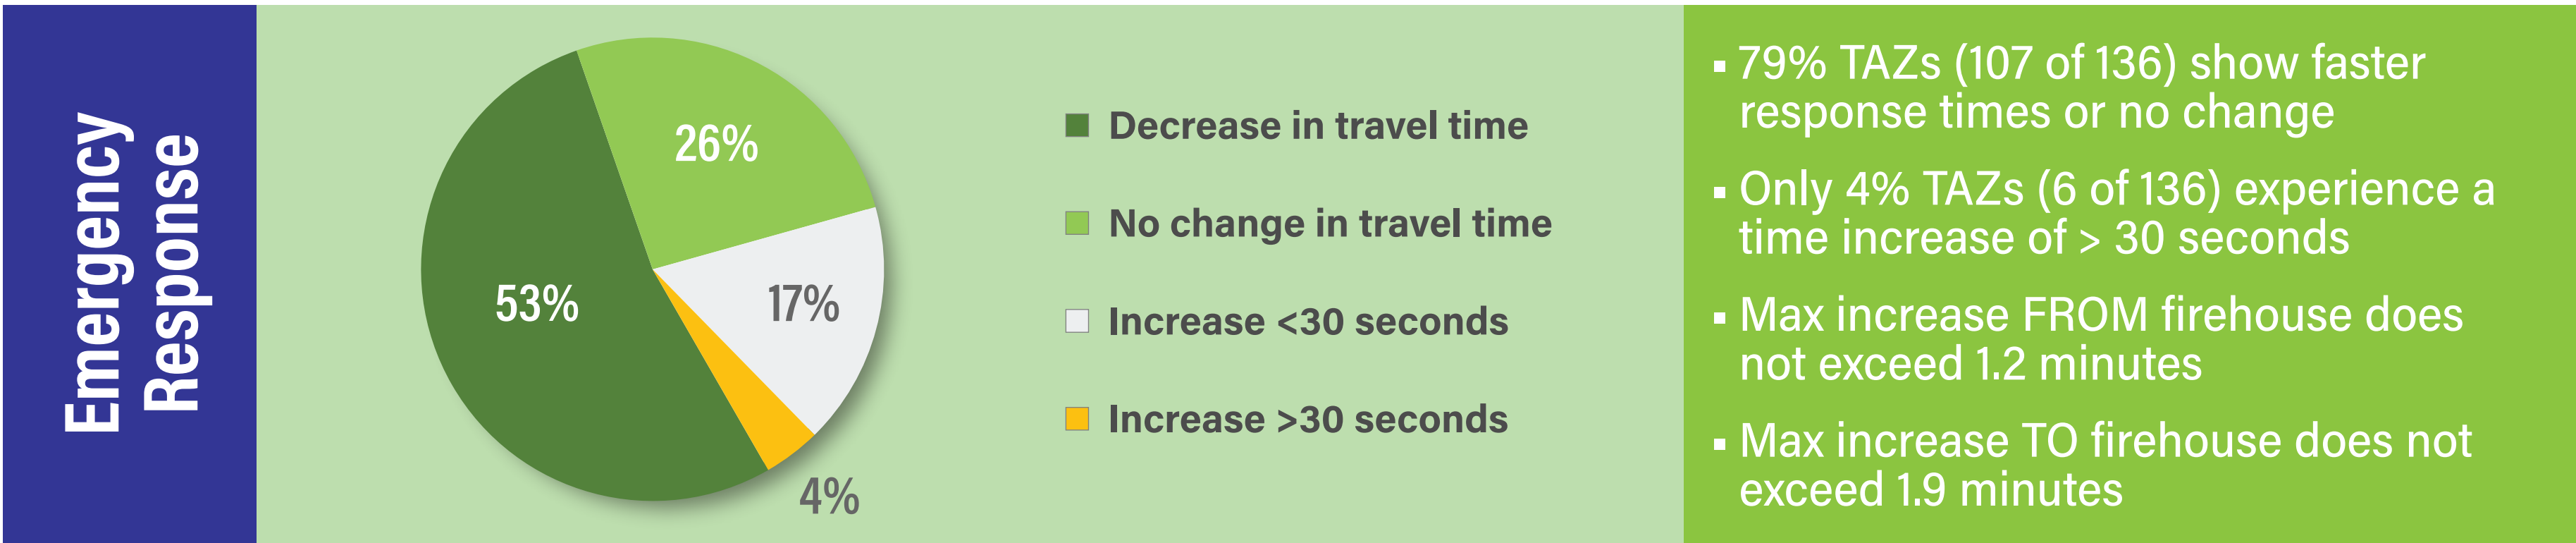 Emergency
Response
26%
53%
17%
4%
Decrease in travel time
No change in travel time
Increase <30 seconds
Increase >30 seconds
▪ 79% TAZs (107 of 136) show faster
response times or no change
▪ Only 4% TAZs (6 of 136) experience a
time increase of > 30 seconds
▪ Max increase FROM firehouse does
not exceed 1.2 minutes
▪ Max increase TO firehouse does not
exceed 1.9 minutes